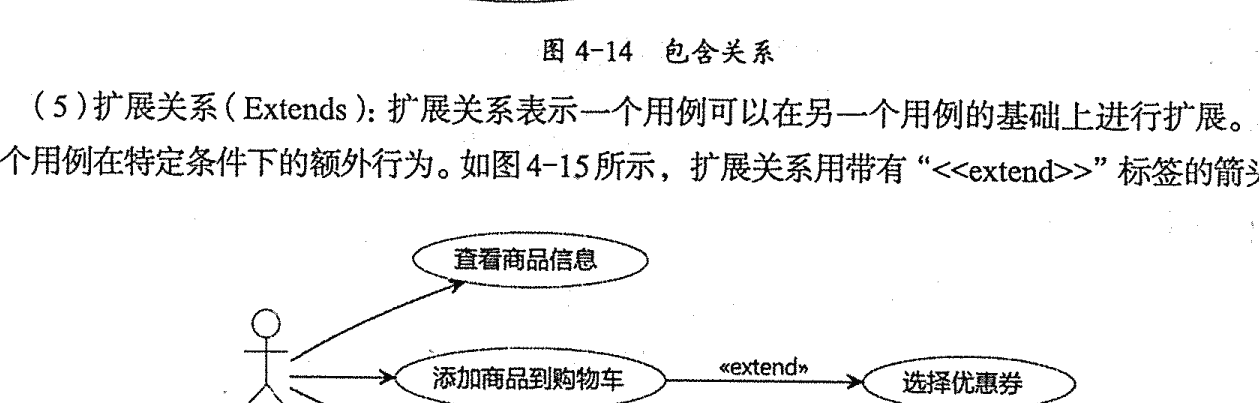 图 4-14 包含关系
（5）扩展关系（Extends）：扩展关系表示一个用例可以在另一个用例的基础上进行扩展。
个用例在特定条件下的额外行为。如图4-15所示，扩展关系用带有“<<extend>>”标签的箭头
查看商品信息
添加商品到购物车 «extend» 选择优惠券